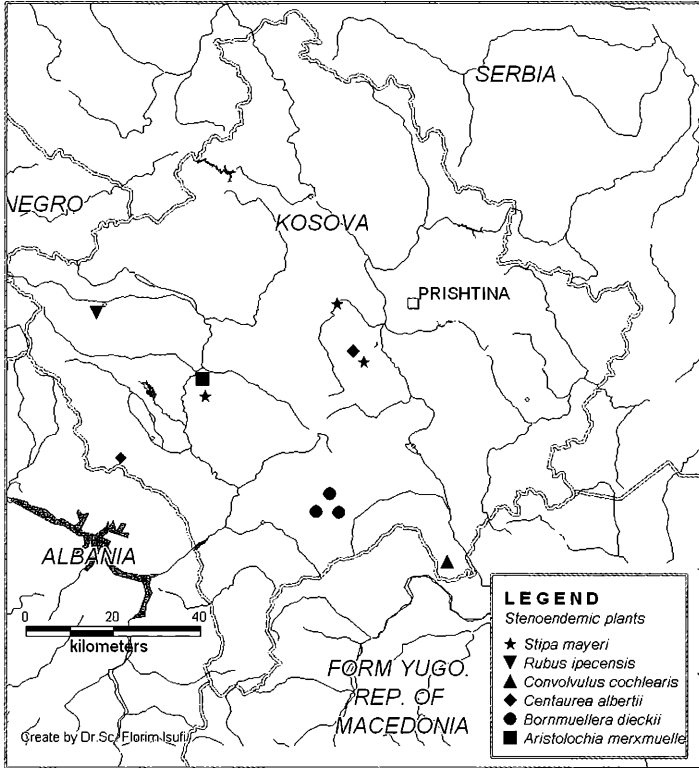 SERBIA
NEGRO
KOSOVA
PRISHTINA
ALBANIA
0 20 40
kilometers
FORM YUGO.
REP. OF
MACEDONIA
Create by Dr.Sc. Florim Isufi
LEGEND
Stenoendemic plants
Stipa mayeri
Rubus ipecensis
Convolvulus cochlearis
Centaurea albertii
Bornmuellera dieckii
Aristolochia merxmuelle